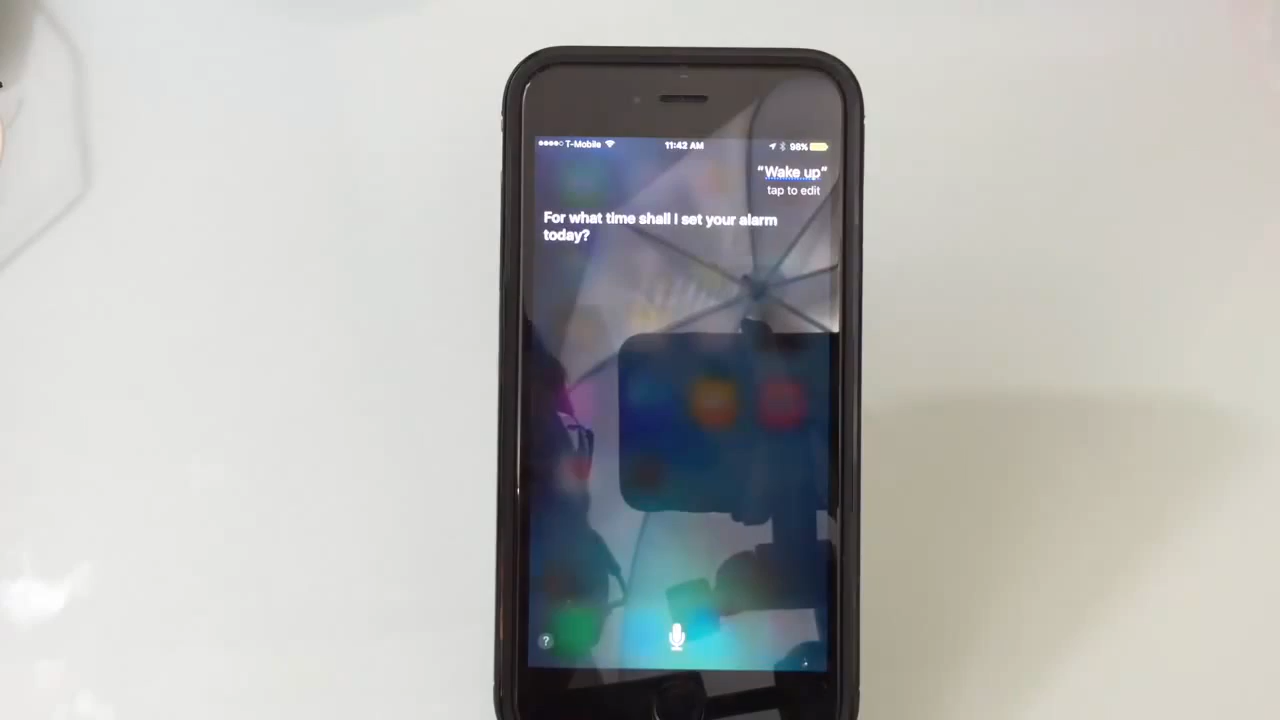 T-Mobile 11:42 AM 98%
“Wake up”
tap to edit
For what time shall I set your alarm
today?
?